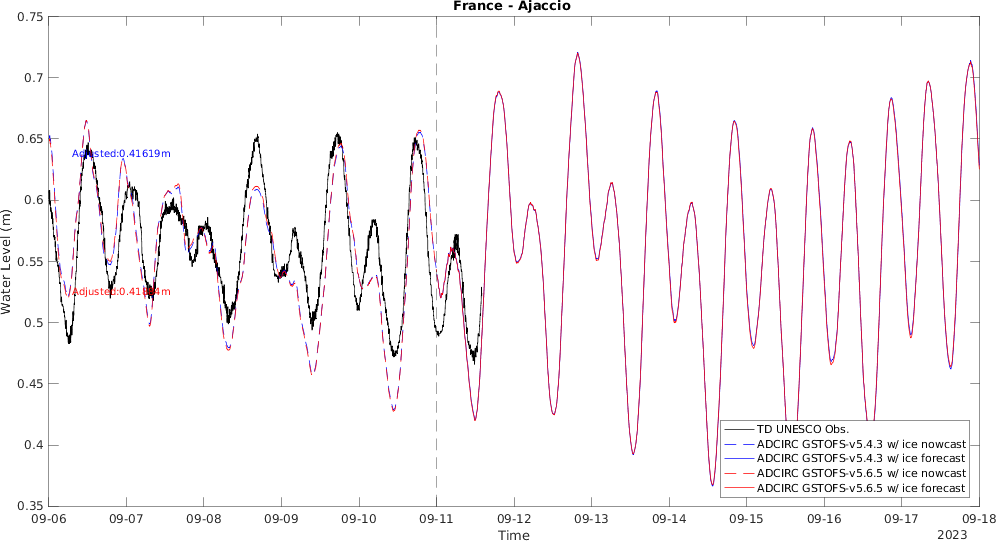 France - Ajaccio
Water Level (m)
0.75
0.7
0.65
0.6
0.55
0.5
0.45
0.4
0.35
Adjusted:0.41619m
TD UNESCO Obs.
ADCIRC GSTOFS-v5.4.3 w/ ice nowcast
ADCIRC GSTOFS-v5.4.3 w/ ice forecast
ADCIRC GSTOFS-v5.6.5 w/ ice nowcast
ADCIRC GSTOFS-v5.6.5 w/ ice forecast
09-06 09-07 09-08 09-09 09-10 09-11 09-12 09-13 09-14 09-15 09-16 09-17 09-18
Time
2023